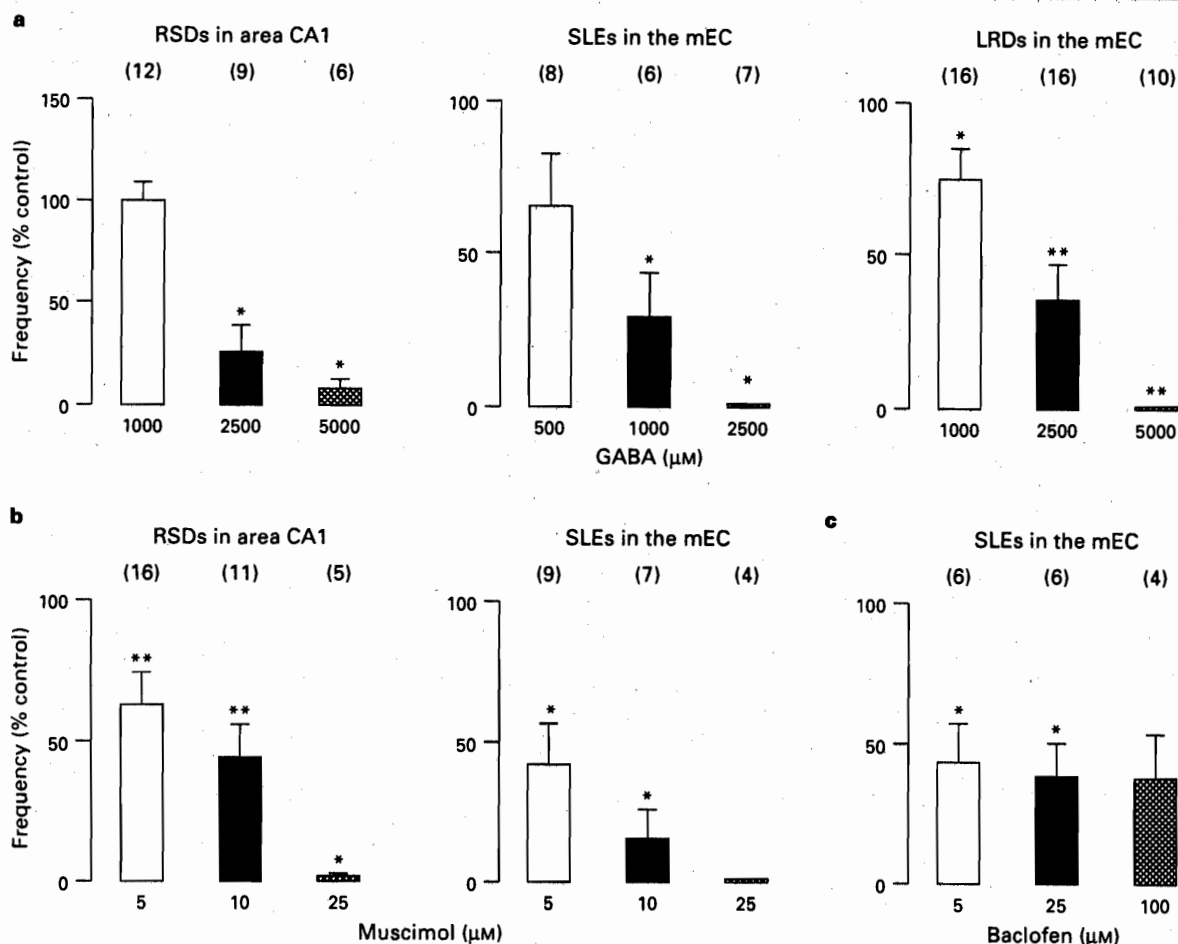 a
RSDs in area CA1
(12) (9) (6)
150
100
50
0
Frequency (% control)
*
*
1000 2500 5000
SLEs in the mEC
(8) (6) (7)
100
50
0
*
*
500 1000 2500
GABA (μM)
LRDs in the mEC
(16) (16) (10)
100
50
0
*
**
**
1000 2500 5000
b
RSDs in area CA1
(16) (11) (5)
100
50
0
Frequency (% control)
**
**
*
5 10 25
SLEs in the mEC
(9) (7) (4)
100
50
0
*
*
5 10 25
Muscimol (μM)
c
SLEs in the mEC
(6) (6) (4)
100
50
0
*
*
5 25 100
Baclofen (μM)